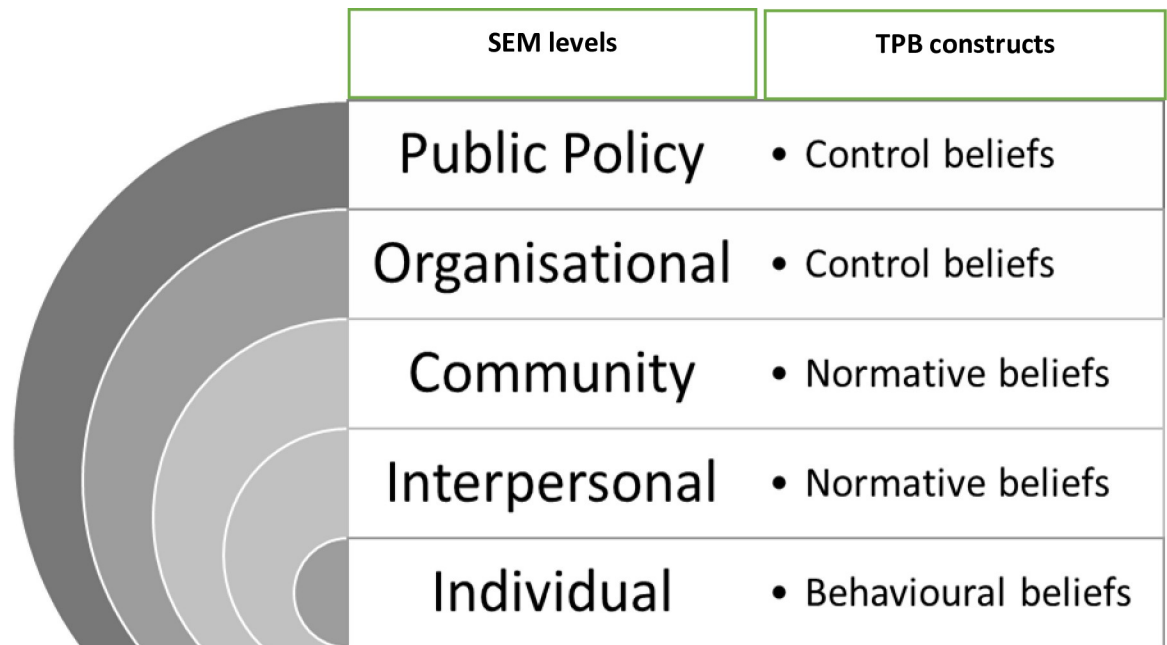 SEM levels TPB constructs
Public Policy • Control beliefs
Organisational • Control beliefs
Community • Normative beliefs
Interpersonal • Normative beliefs
Individual • Behavioural beliefs